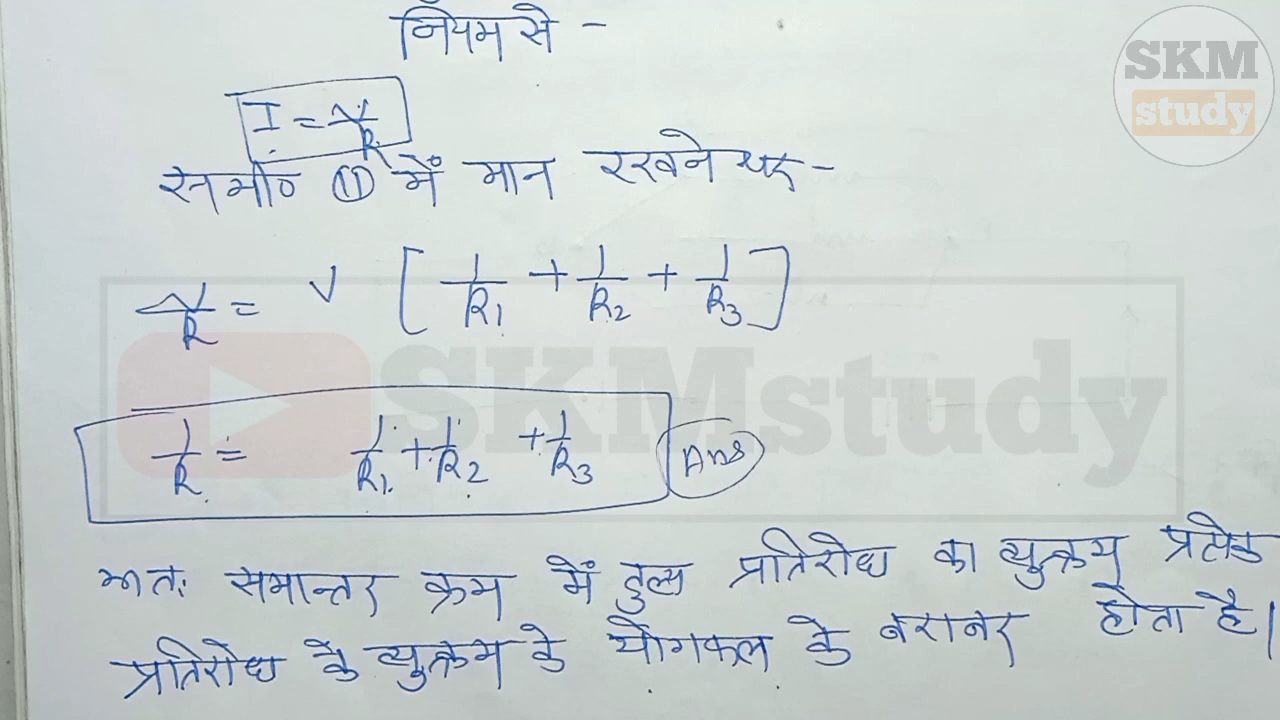 नियम से -
I = V/R
समी० (11) में मान रखने पर -
V/R = V [ 1/R₁ + 1/R₂ + 1/R₃ ]
1/R = 1/R₁ + 1/R₂ + 1/R₃ Ans
अतः समान्तर क्रम में तुल्य प्रतिरोध का व्युत्क्रम प्रत्येक
प्रतिरोध के व्युत्क्रम के योगफल के बराबर होता है।
SKM
study
SKMstudy